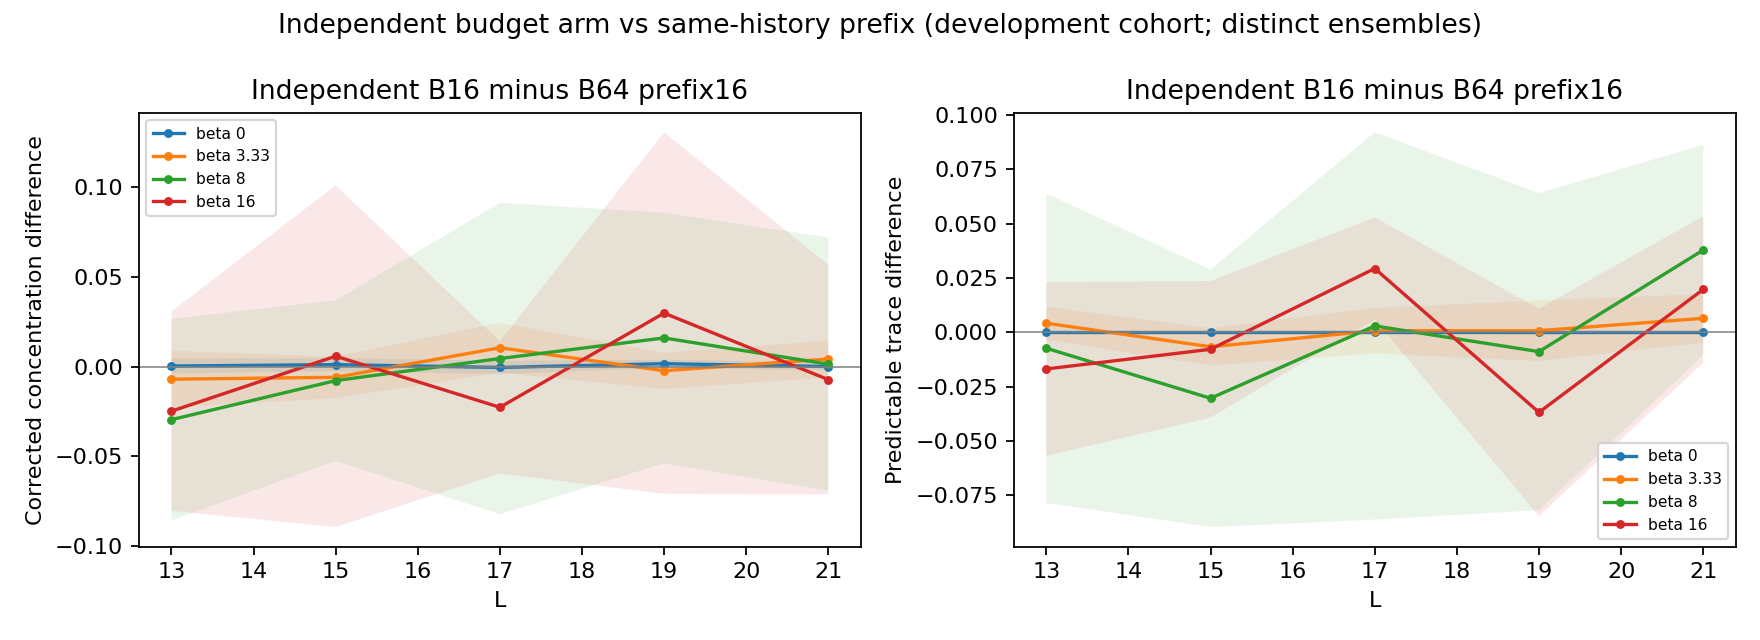 Independent budget arm vs same-history prefix (development cohort; distinct ensembles)
Independent B16 minus B64 prefix16
Corrected concentration difference
0.10
0.05
0.00
−0.05
−0.10
beta 0
beta 3.33
beta 8
beta 16
13 14 15 16 17 18 19 20 21
L
Independent B16 minus B64 prefix16
Predictable trace difference
0.100
0.075
0.050
0.025
0.000
−0.025
−0.050
−0.075
beta 0
beta 3.33
beta 8
beta 16
13 14 15 16 17 18 19 20 21
L